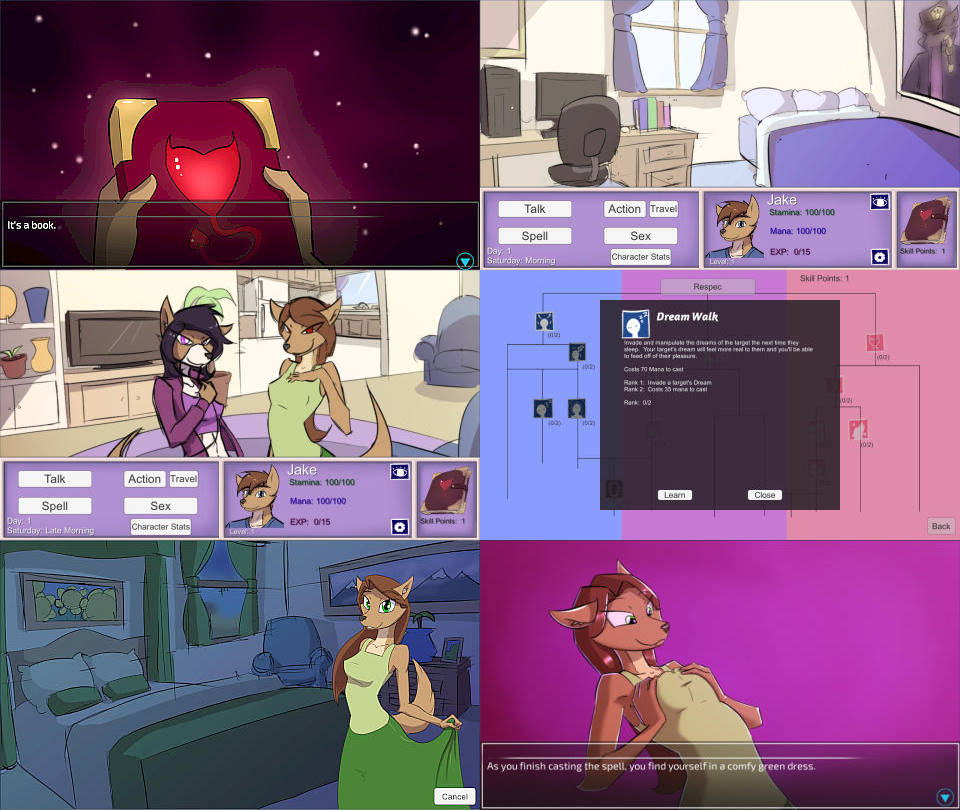 It's a book.
Talk
Action
Travel
Spell
Sex
Day: 1
Saturday: Morning
Character Stats
Jake
Stamina: 100/100
Mana: 100/100
EXP: 0/15
Level: 1
Skill Points: 1
Talk
Action
Travel
Spell
Sex
Day: 1
Saturday: Late Morning
Character Stats
Jake
Stamina: 100/100
Mana: 100/100
EXP: 0/15
Level:
Skill Points: 1
Respec
Skill Points: 1
(0/2)
(0/2)
(0/2)
(0/2)
(0/2)
(0/2)
(0/2)
Dream Walk
Invade and manipulate the dreams of the target the next time they
sleep. Your target's dream will feel more real to them and you'll be able
to feed off of their pleasure.
Costs 70 Mana to cast
Rank 1: Invade a target's Dream
Rank 2: Costs 35 mana to cast
Rank: 0/2
Learn
Close
Back
Cancel
As you finish casting the spell, you find yourself in a comfy green dress.